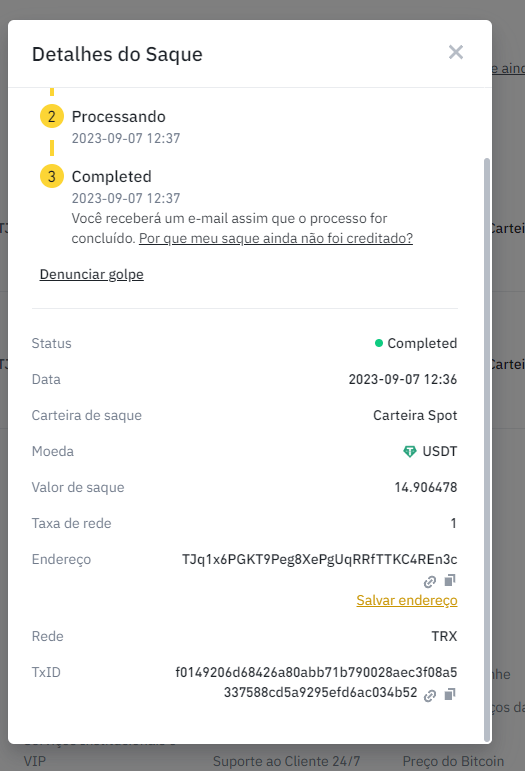 Detalhes do Saque
2 Processando
2023-09-07 12:37
3 Completed
2023-09-07 12:37
Você receberá um e-mail assim que o processo for
concluído. Por que meu saque ainda não foi creditado?
Denunciar golpe
Status Completed
Data 2023-09-07 12:36
Carteira de saque Carteira Spot
Moeda USDT
Valor de saque 14.906478
Taxa de rede 1
Endereço TJq1x6PGKT9Peg8XePgUqRRfTTKC4REn3c
Salvar endereço
Rede TRX
TxID f0149206d68426a80abb71b790028aec3f08a5
337588cd5a9295efd6ac034b52
VIP Suporte ao Cliente 24/7 Preço do Bitcoin